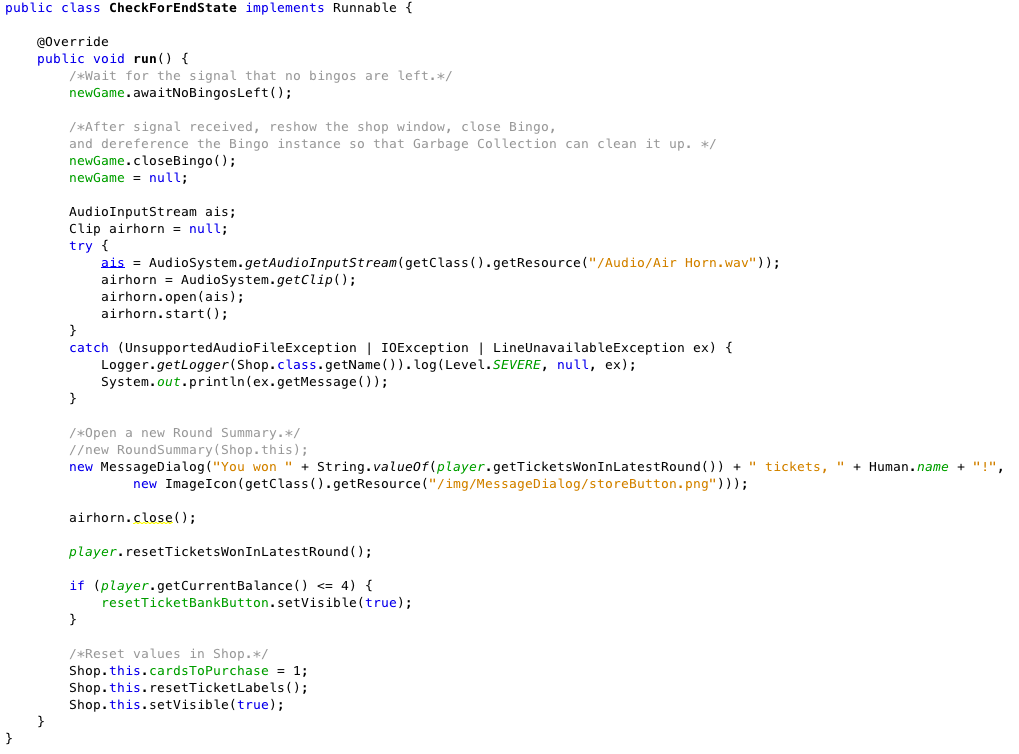 public class CheckForEndState implements Runnable {
@Override
public void run() {
/*Wait for the signal that no bingos are left.*/
newGame.awaitNoBingosLeft();
/*After signal received, reshow the shop window, close Bingo,
and dereference the Bingo instance so that Garbage Collection can clean it up. */
newGame.closeBingo();
newGame = null;
AudioInputStream ais;
Clip airhorn = null;
try {
ais = AudioSystem.getAudioInputStream(getClass().getResource("/Audio/Air Horn.wav"));
airhorn = AudioSystem.getClip();
airhorn.open(ais);
airhorn.start();
}
catch (UnsupportedAudioFileException | IOException | LineUnavailableException ex) {
Logger.getLogger(Shop.class.getName()).log(Level.SEVERE, null, ex);
System.out.println(ex.getMessage());
}
/*Open a new Round Summary.*/
//new RoundSummary(Shop.this);
new MessageDialog("You won " + String.valueOf(player.getTicketsWonInLatestRound()) + " tickets, " + Human.name + "!",
new ImageIcon(getClass().getResource("/img/MessageDialog/storeButton.png")));
airhorn.close();
player.resetTicketsWonInLatestRound();
if (player.getCurrentBalance() <= 4) {
resetTicketBankButton.setVisible(true);
}
/*Reset values in Shop.*/
Shop.this.cardsToPurchase = 1;
Shop.this.resetTicketLabels();
Shop.this.setVisible(true);
}
}